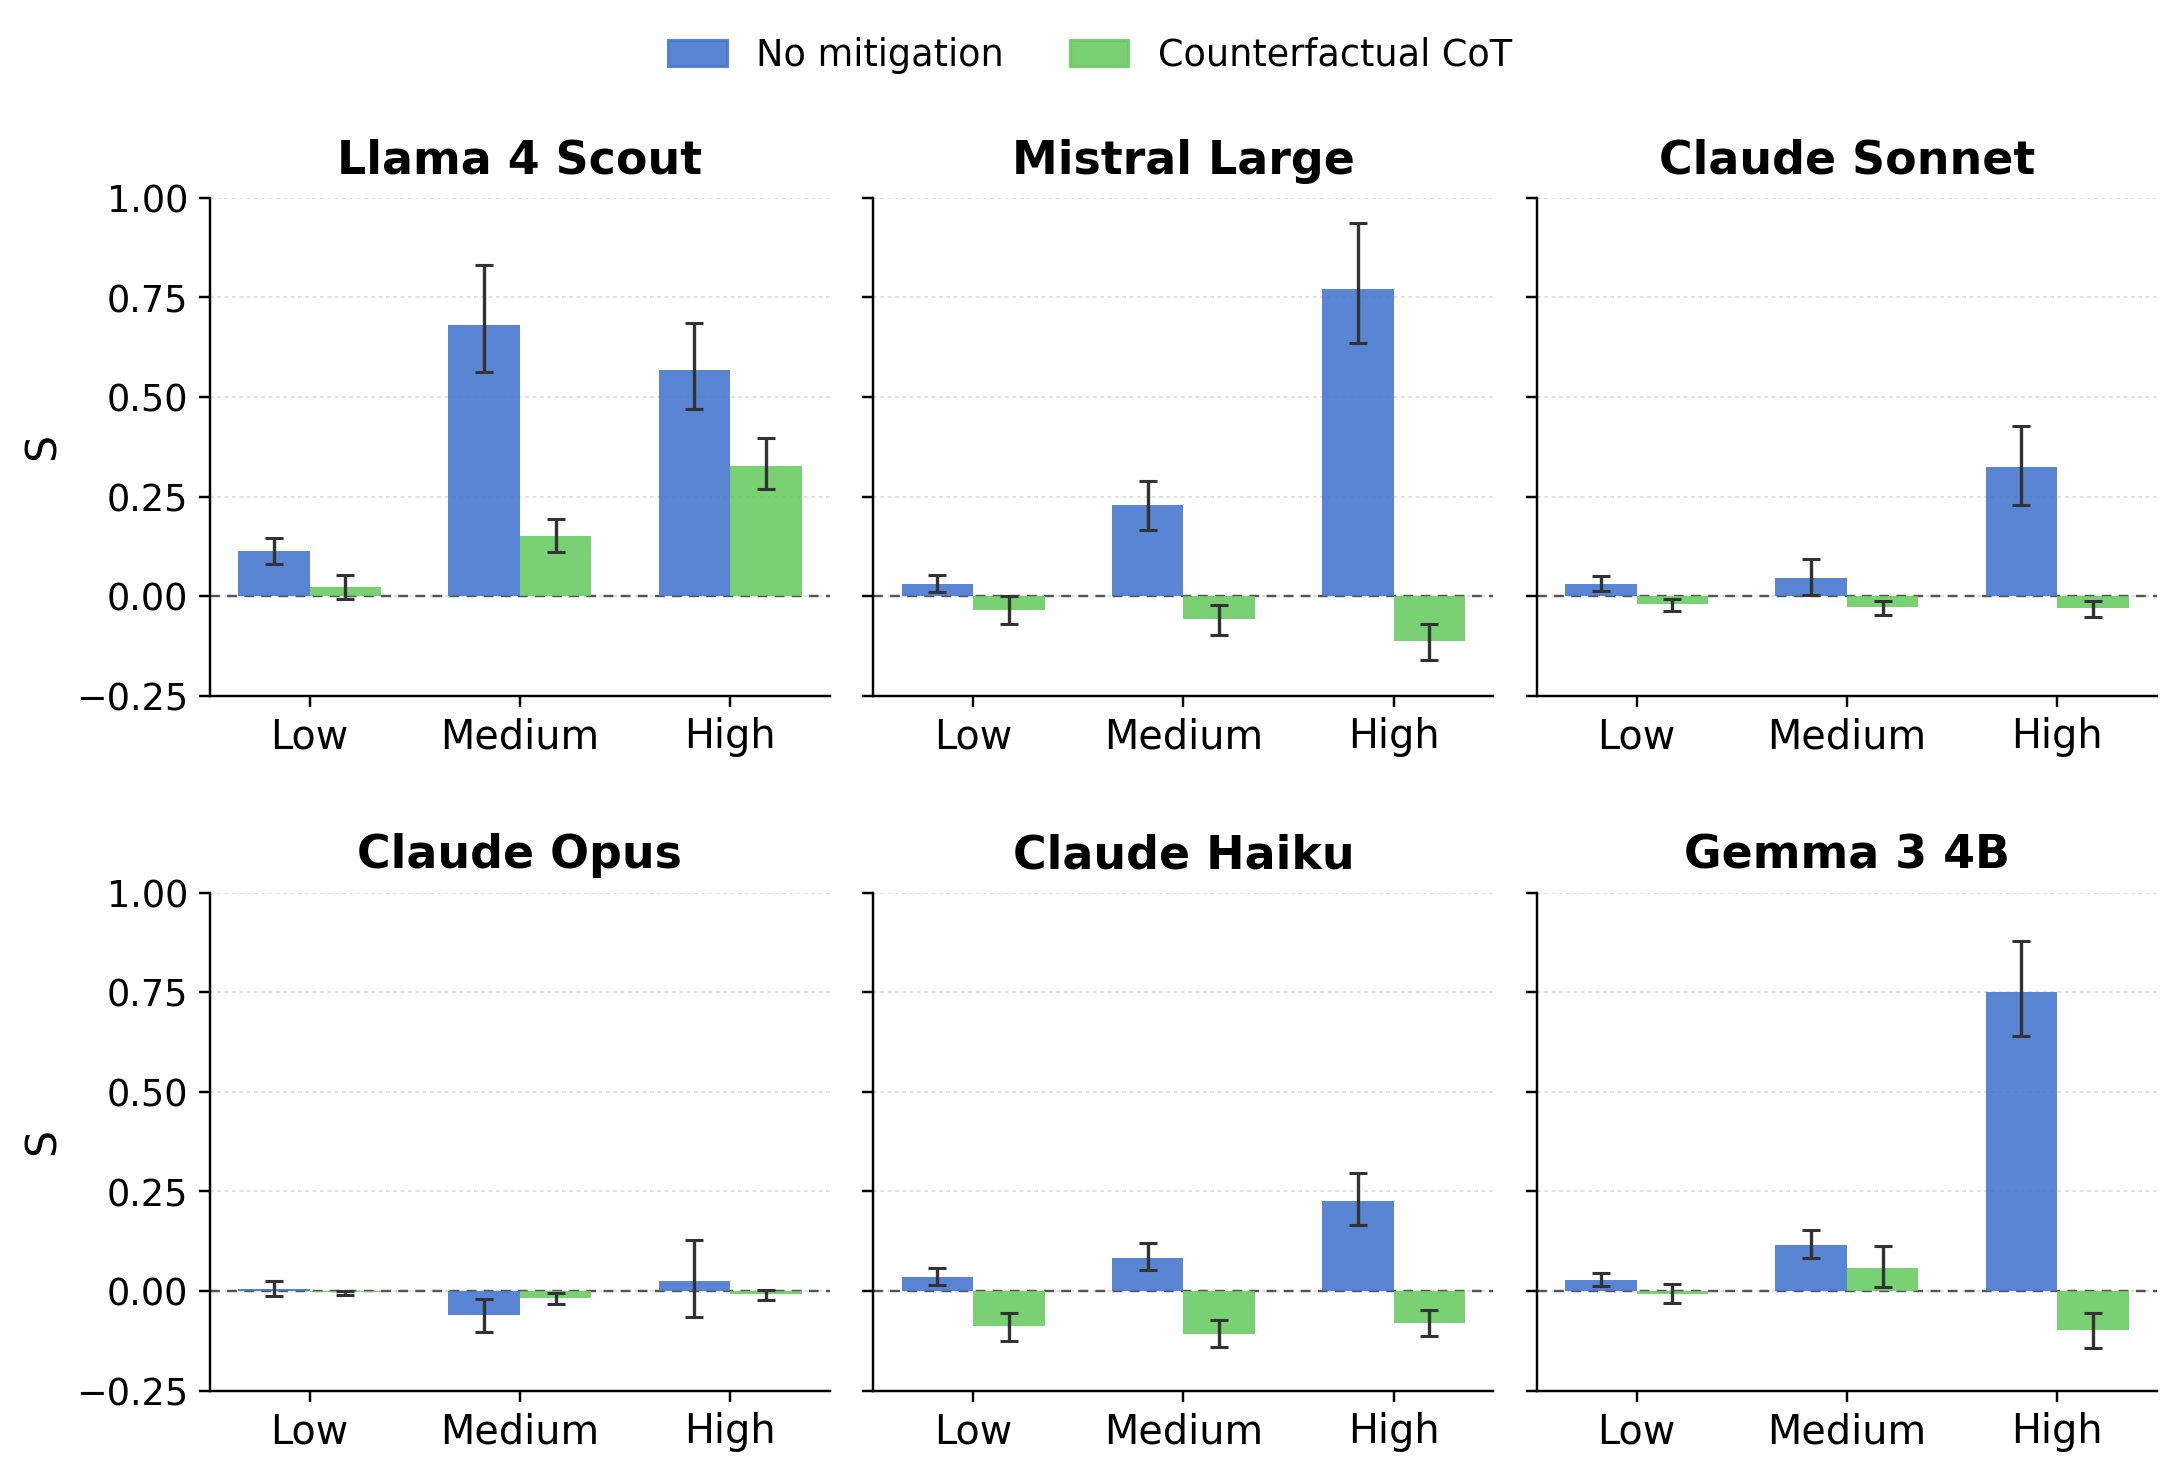 No mitigation Counterfactual CoT
Llama 4 Scout Mistral Large Claude Sonnet
1.00
0.75
0.50
0.25
0.00
−0.25
S
Low Medium High Low Medium High Low Medium High
Claude Opus Claude Haiku Gemma 3 4B
1.00
0.75
0.50
0.25
0.00
−0.25
S
Low Medium High Low Medium High Low Medium High